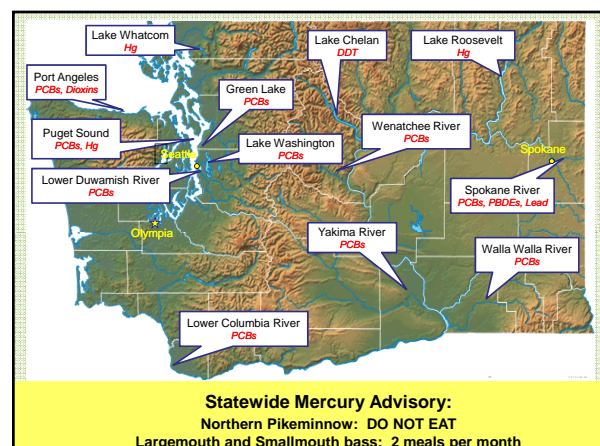 Lake Whatcom
Hg
Lake Chelan
DDT
Lake Roosevelt
Hg
Port Angeles
PCBs, Dioxins
Green Lake
PCBs
Puget Sound
PCBs, Hg
Seattle
Lake Washington
PCBs
Wenatchee River
PCBs
Spokane
Lower Duwamish River
PCBs
Spokane River
PCBs, PBDEs, Lead
Olympia
Yakima River
PCBs
Walla Walla River
PCBs
Lower Columbia River
PCBs
Statewide Mercury Advisory:
Northern Pikeminnow: DO NOT EAT
Largemouth and Smallmouth bass: 2 meals per month